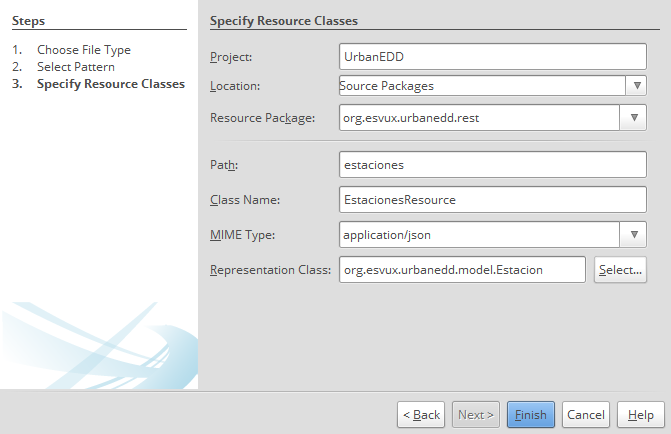 Steps
1. Choose File Type
2. Select Pattern
3. Specify Resource Classes
Specify Resource Classes
Project: UrbanEDD
Location: Source Packages
Resource Package: org.esvux.urbanedd.rest
Path: estaciones
Class Name: EstacionesResource
MIME Type: application/json
Representation Class: org.esvux.urbanedd.model.Estacion Select...
< Back Next > Finish Cancel Help